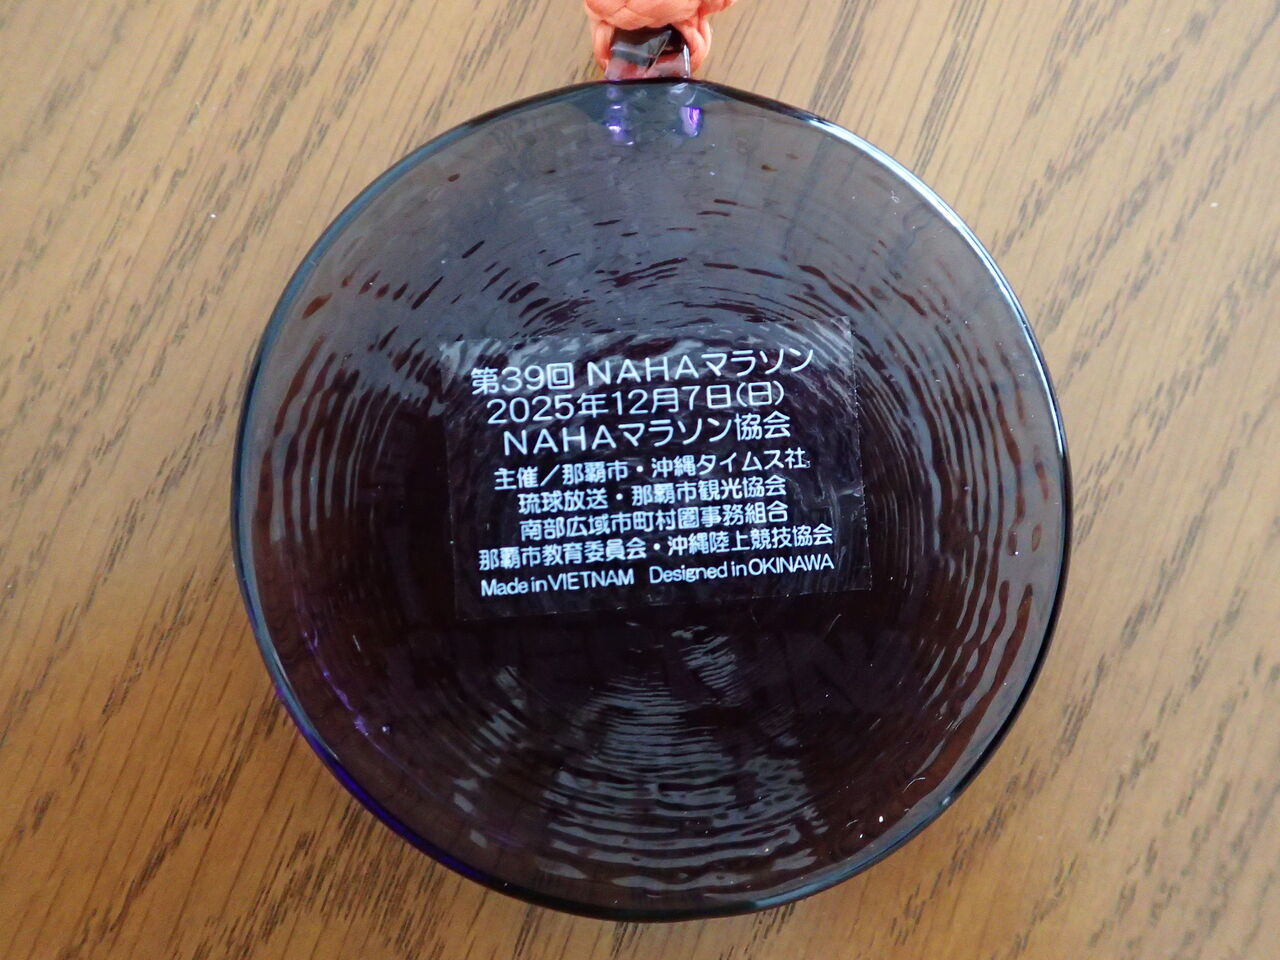 第39回 NAHAマラソン
2025年12月7日(日)
NAHAマラソン協会
主催／那覇市・沖縄タイムス社
琉球放送・那覇市観光協会
南部広域市町村圏事務組合
那覇市教育委員会・沖縄陸上競技協会
Made in VIETNAM Designed in OKINAWA